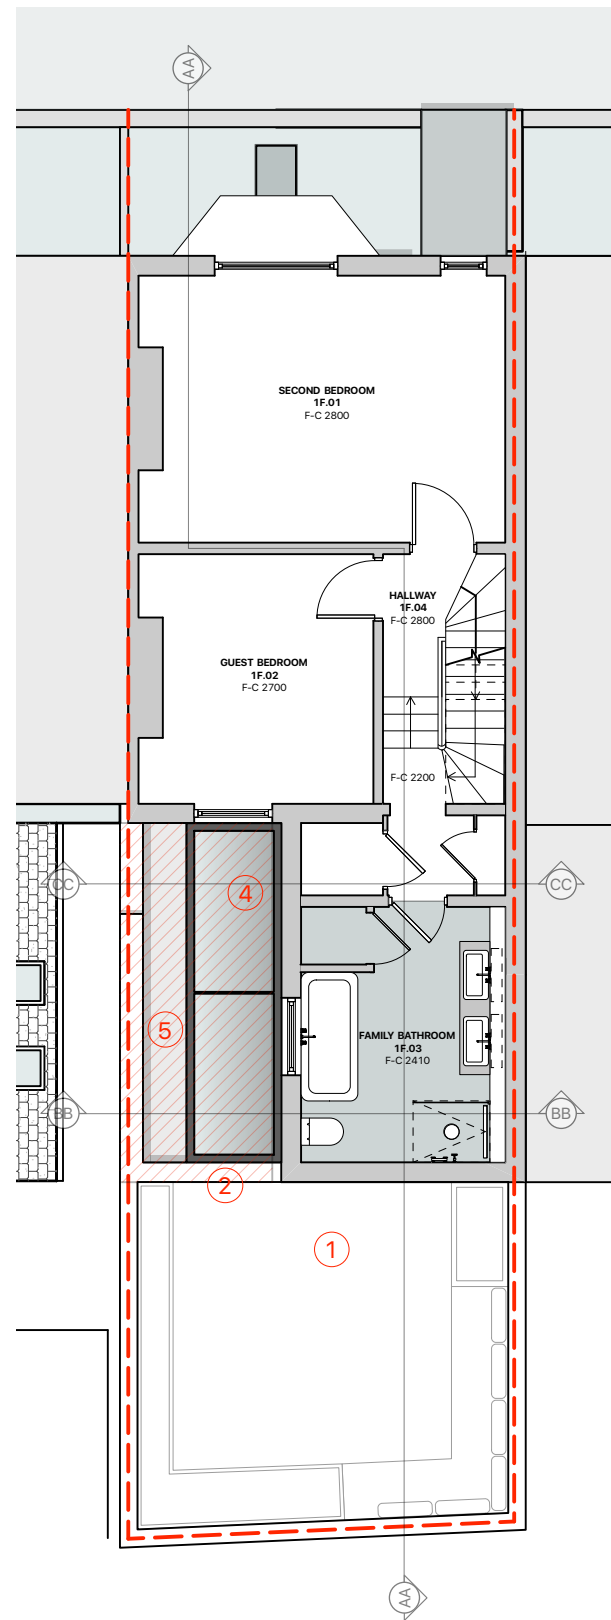 AA
SECOND BEDROOM
1F.01
F-C 2800
HALLWAY
1F.04
F-C 2800
GUEST BEDROOM
1F.02
F-C 2700
F-C 2200
CC
4
CC
5
FAMILY BATHROOM
1F.03
F-C 2410
BB
BB
2
1
AA